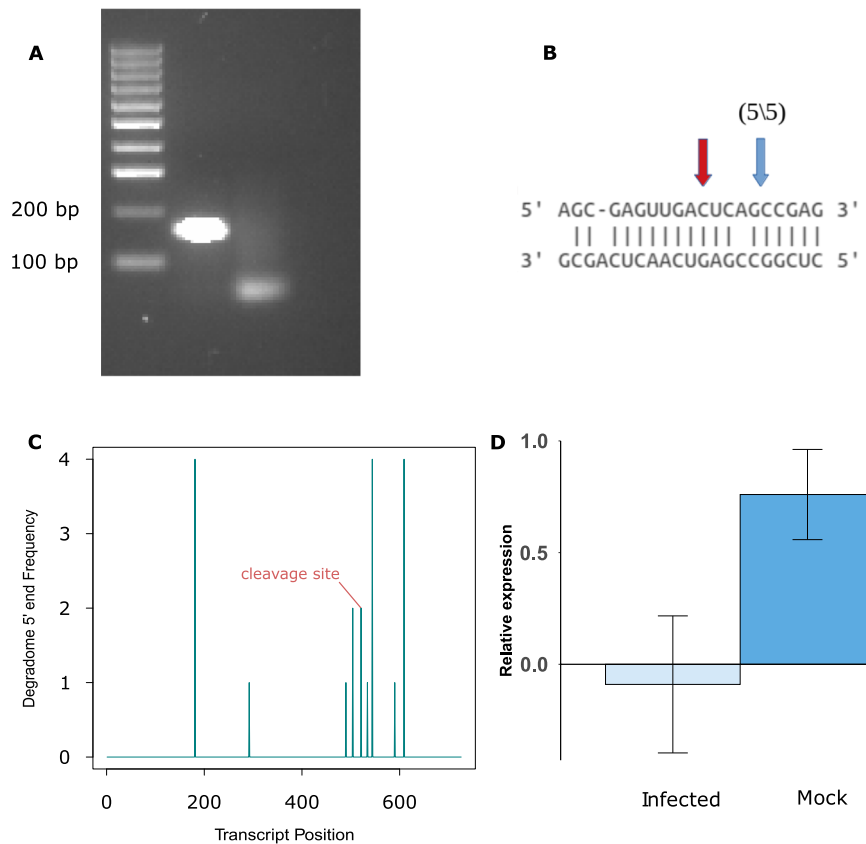 A
200 bp
100 bp
B
(5\5)
5' AGC-GAGUUGACUCAGCCGAG 3'
|| |||||||||| ||||||
3' GCGACUCAACUGAGCCGGCUC 5'
C
4
3
2
1
0
Degradome 5' end Frequency
cleavage site
0 200 400 600
Transcript Position
D
1.0
0.5
0.0
Relative expression
Infected Mock